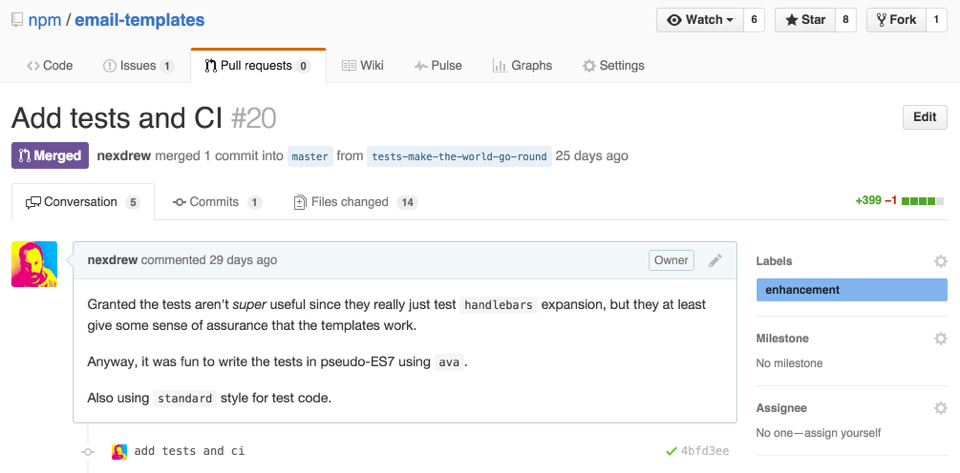 npm / email-templates
Watch 6 Star 8 Fork 1
Code Issues 1 Pull requests 0 Wiki Pulse Graphs Settings
Add tests and CI #20
Edit
Merged nexdrew merged 1 commit into master from tests-make-the-world-go-round 25 days ago
Conversation 5 Commits 1 Files changed 14
+399 −1
nexdrew commented 29 days ago
Owner
Granted the tests aren't super useful since they really just test handlebars expansion, but they at least
give some sense of assurance that the templates work.
Anyway, it was fun to write the tests in pseudo-ES7 using ava.
Also using standard style for test code.
add tests and ci
4bfd3ee
Labels
enhancement
Milestone
No milestone
Assignee
No one—assign yourself